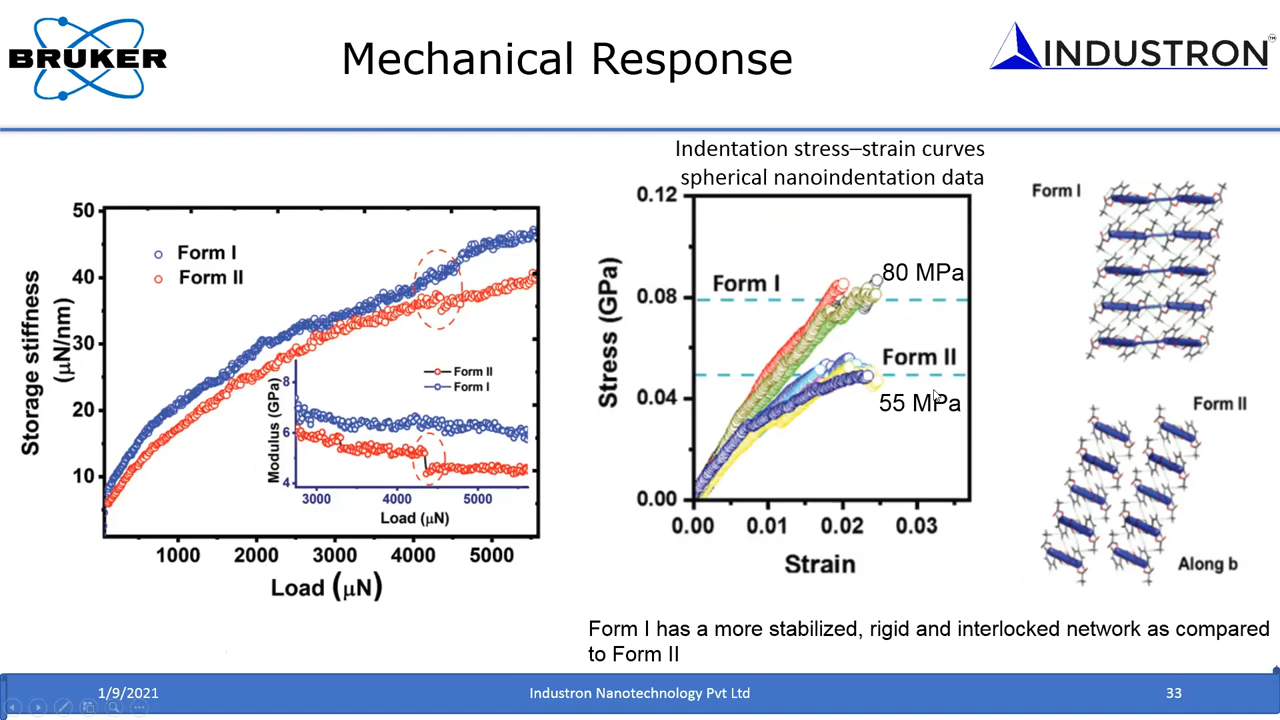 BRUKER
Mechanical Response
INDUSTRON™
Indentation stress–strain curves
spherical nanoindentation data
50
40
30
20
10
Storage stiffness
(μN/nm)
Form I
Form II
8
6
4
Modulus (GPa)
Form II
Form I
3000
4000
5000
Load (μN)
1000
2000
3000
4000
5000
Load (μN)
0.12
0.08
0.04
0.00
Stress (GPa)
Form I
80 MPa
Form II
55 MPa
0.00
0.01
0.02
0.03
Strain
Form I
Form II
Along b
Form I has a more stabilized, rigid and interlocked network as compared
to Form II
1/9/2021
Industron Nanotechnology Pvt Ltd
33